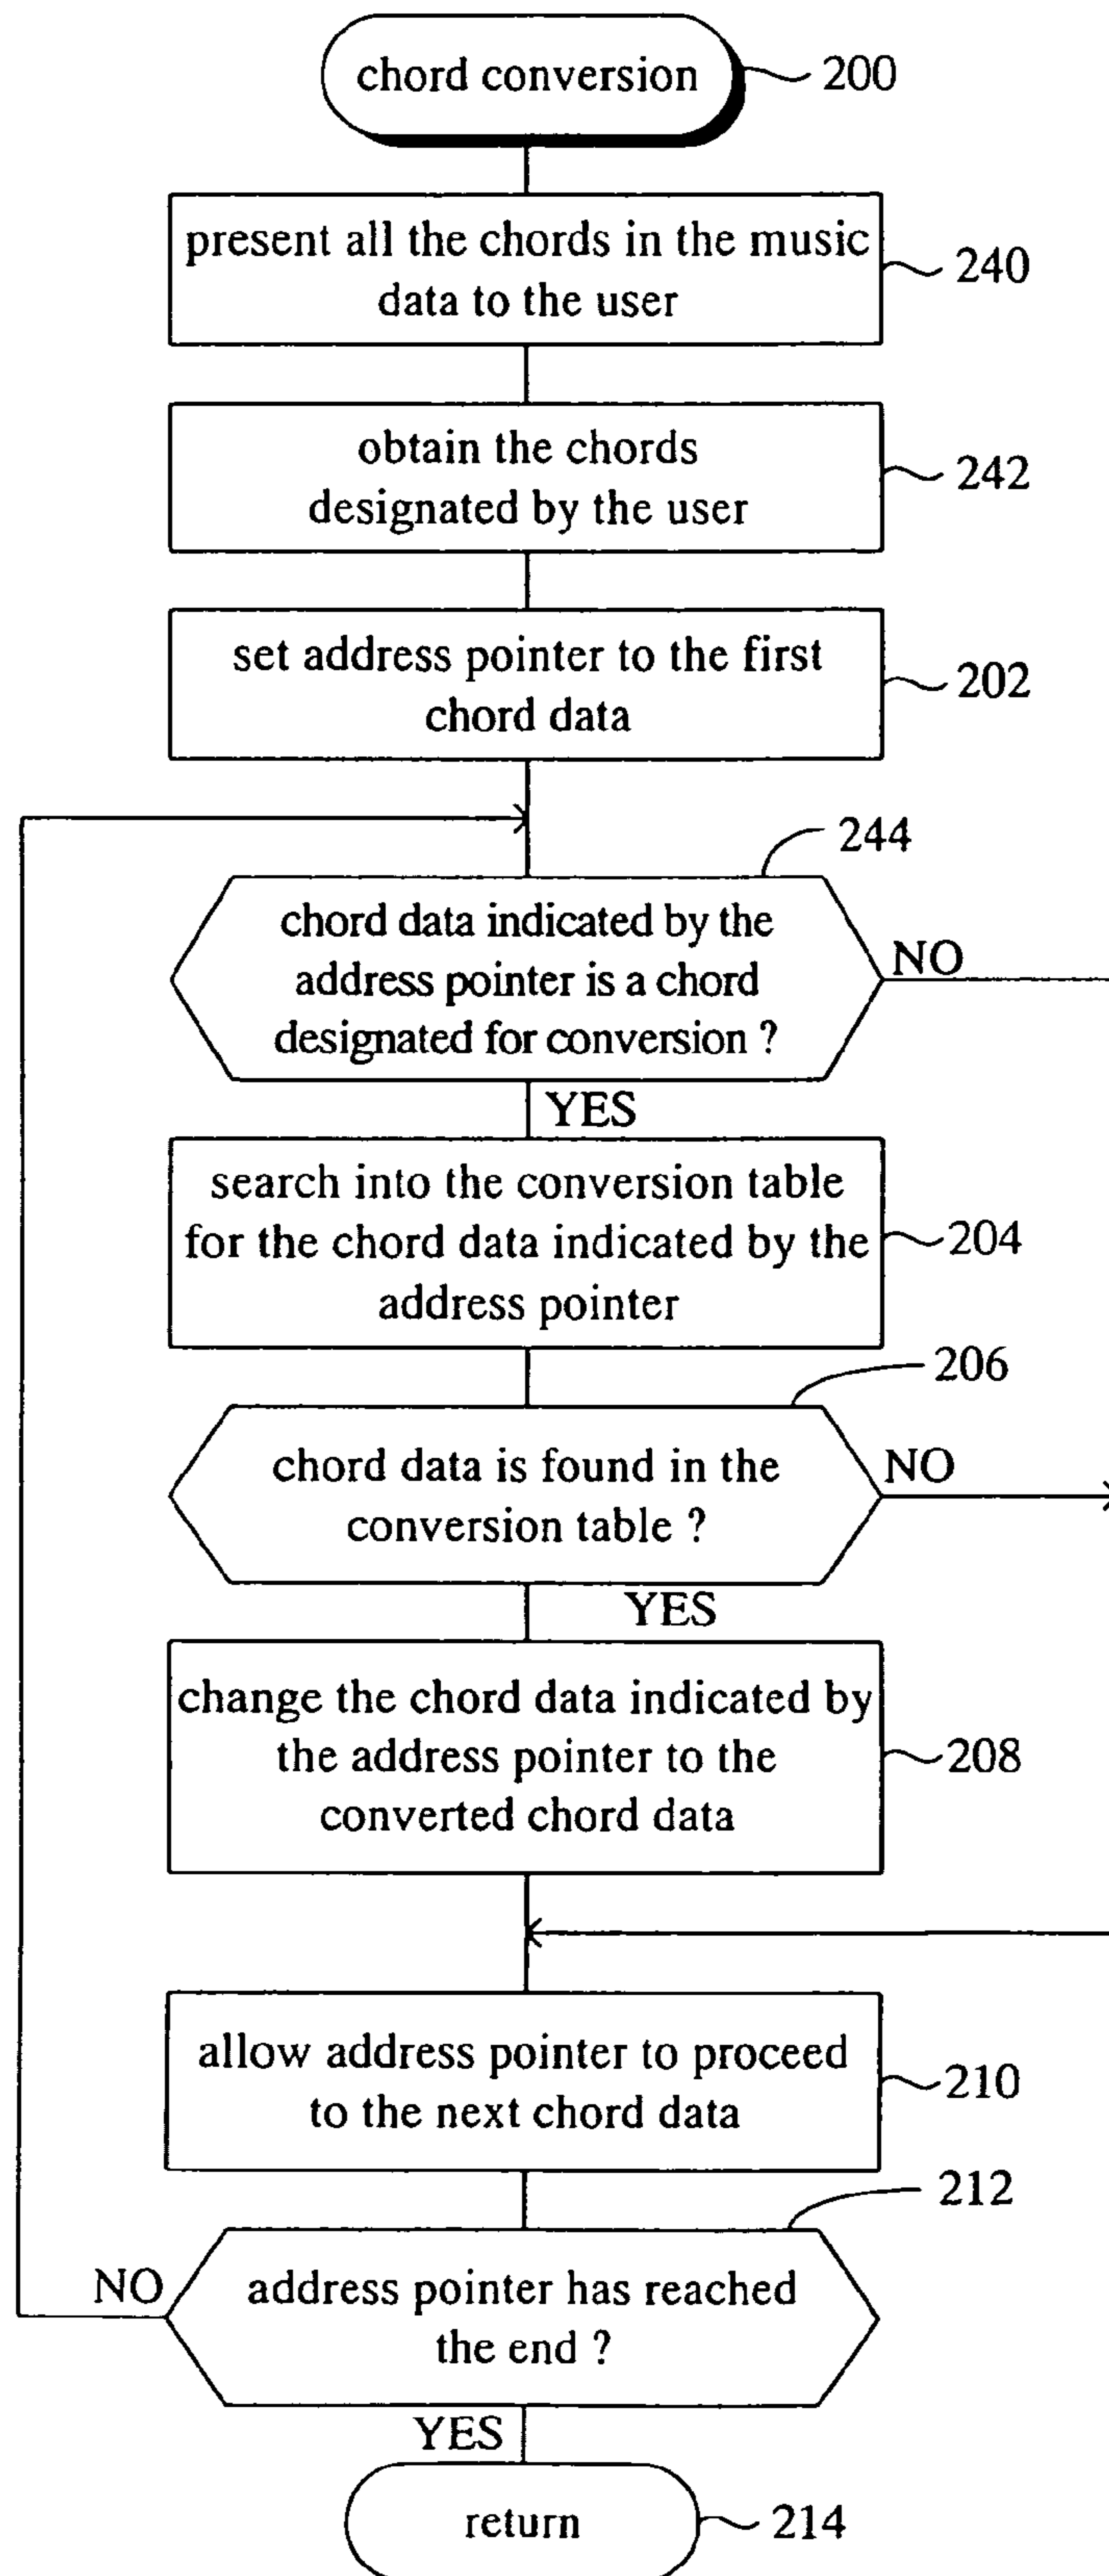 chord conversion
200
present all the chords in the music
data to the user
240
obtain the chords
designated by the user
242
set address pointer to the first
chord data
202
244
chord data indicated by the
address pointer is a chord
designated for conversion ?
NO
YES
search into the conversion table
for the chord data indicated by the
address pointer
204
206
chord data is found in the
conversion table ?
NO
YES
change the chord data indicated by
the address pointer to the
converted chord data
208
allow address pointer to proceed
to the next chord data
210
212
NO
address pointer has reached
the end ?
YES
return
214